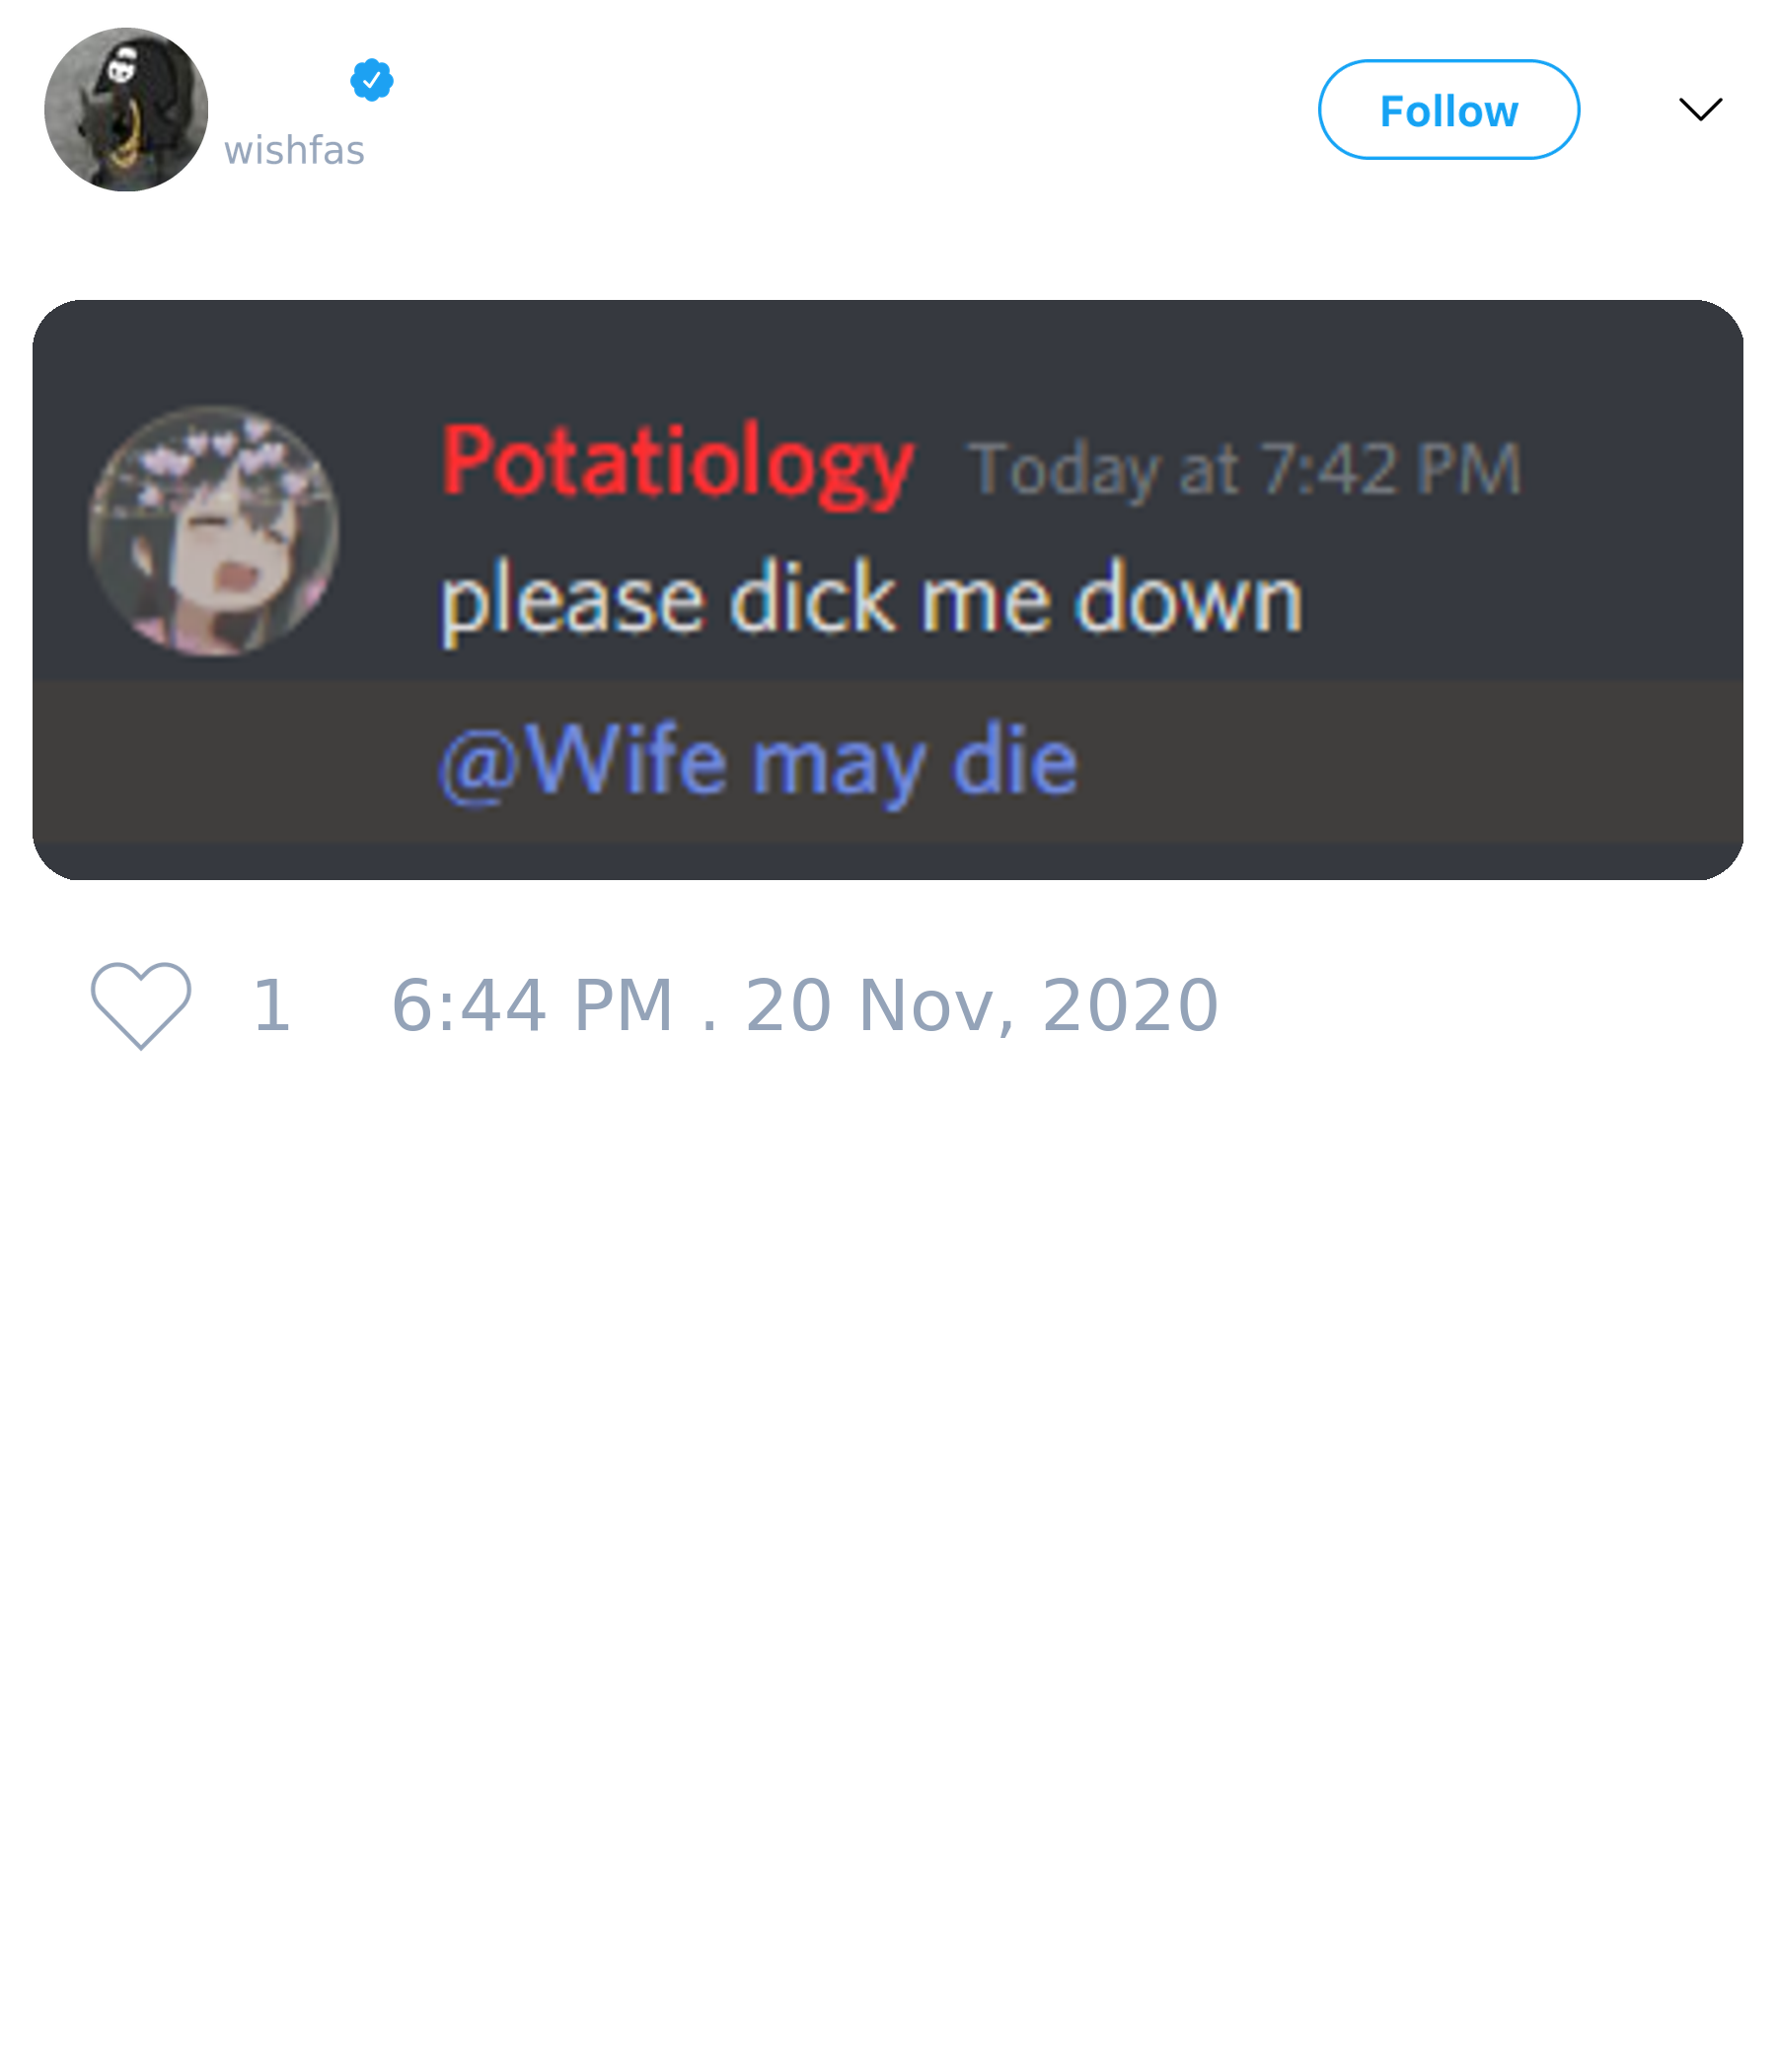 wishfas
Follow
Potatiology Today at 7:42 PM
please dick me down
@Wife may die
1 6:44 PM . 20 Nov, 2020